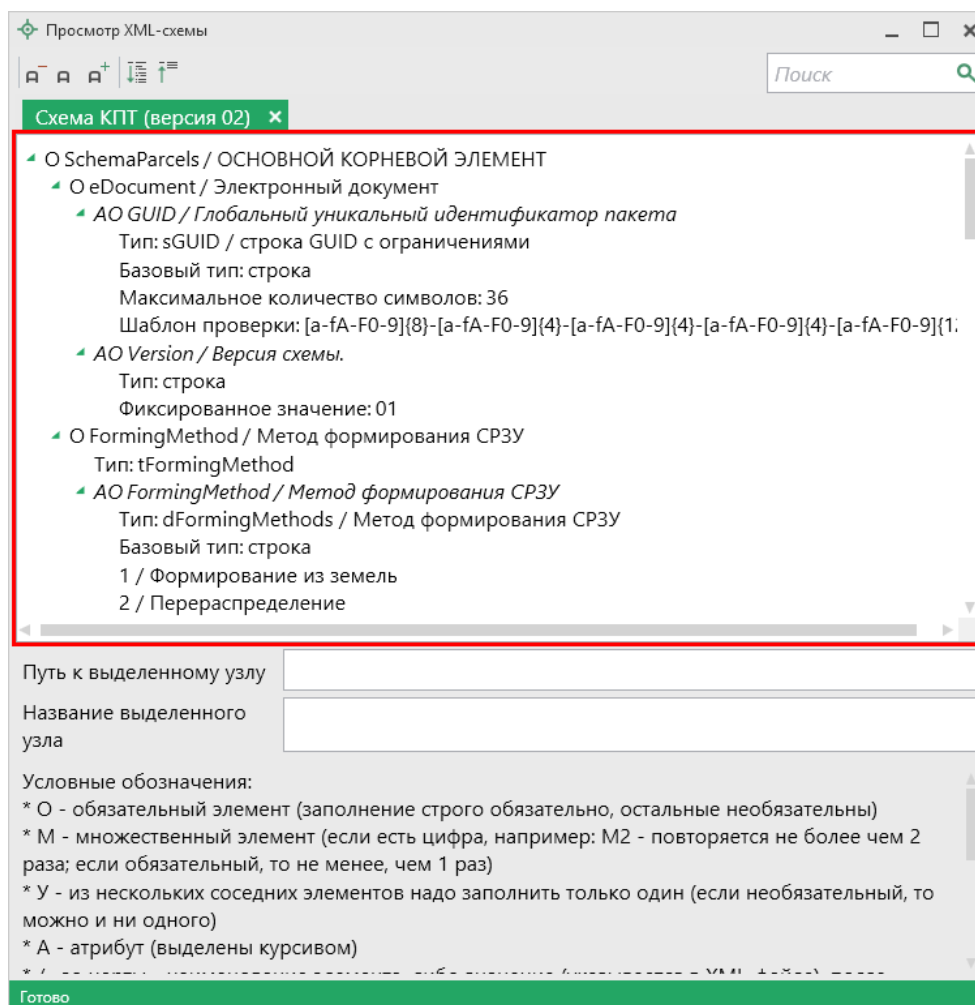 Просмотр XML-схемы
Поиск
Схема КПТ (версия 02)
О SchemaParcels / ОСНОВНОЙ КОРНЕВОЙ ЭЛЕМЕНТ
О eDocument / Электронный документ
АО GUID / Глобальный уникальный идентификатор пакета
Тип: sGUID / строка GUID с ограничениями
Базовый тип: строка
Максимальное количество символов: 36
Шаблон проверки: [a-fA-F0-9]{8}-[a-fA-F0-9]{4}-[a-fA-F0-9]{4}-[a-fA-F0-9]{4}-[a-fA-F0-9]{1
АО Version / Версия схемы.
Тип: строка
Фиксированное значение: 01
О FormingMethod / Метод формирования СРЗУ
Тип: tFormingMethod
АО FormingMethod / Метод формирования СРЗУ
Тип: dFormingMethods / Метод формирования СРЗУ
Базовый тип: строка
1 / Формирование из земель
2 / Перераспределение
Путь к выделенному узлу
Название выделенного
узла
Условные обозначения:
* О - обязательный элемент (заполнение строго обязательно, остальные необязательны)
* М - множественный элемент (если есть цифра, например: М2 - повторяется не более чем 2
раза; если обязательный, то не менее, чем 1 раз)
* У - из нескольких соседних элементов надо заполнить только один (если необязательный, то
можно и ни одного)
* А - атрибут (выделены курсивом)
Готово